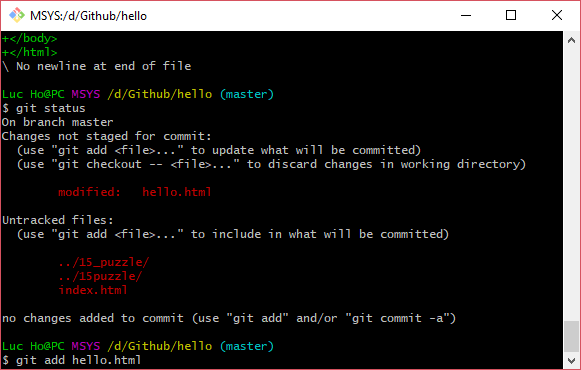 MSYS:/d/Github/hello
+</body>
+</html>
\ No newline at end of file
Luc Ho@PC MSYS /d/Github/hello (master)
$ git status
On branch master
Changes not staged for commit:
  (use "git add <file>..." to update what will be committed)
  (use "git checkout -- <file>..." to discard changes in working directory)
        modified:   hello.html
Untracked files:
  (use "git add <file>..." to include in what will be committed)
        ../15_puzzle/
        ../15puzzle/
        index.html
no changes added to commit (use "git add" and/or "git commit -a")
Luc Ho@PC MSYS /d/Github/hello (master)
$ git add hello.html